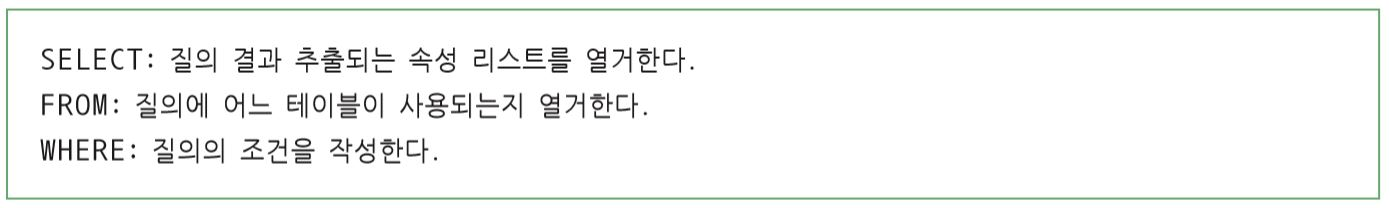 SELECT: 질의 결과 추출되는 속성 리스트를 열거한다.
FROM: 질의에 어느 테이블이 사용되는지 열거한다.
WHERE: 질의의 조건을 작성한다.